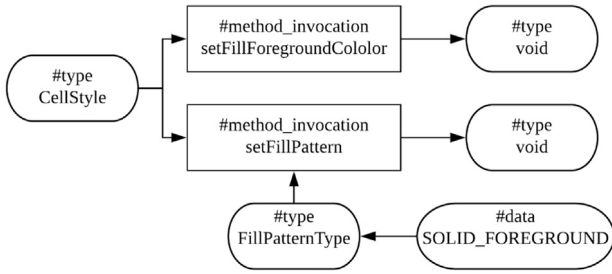 #method_invocation
setFillForegroundCololor
#type
void
#type
CellStyle
#method_invocation
setFillPattern
#type
void
#type
FillPatternType
#data
SOLID_FOREGROUND